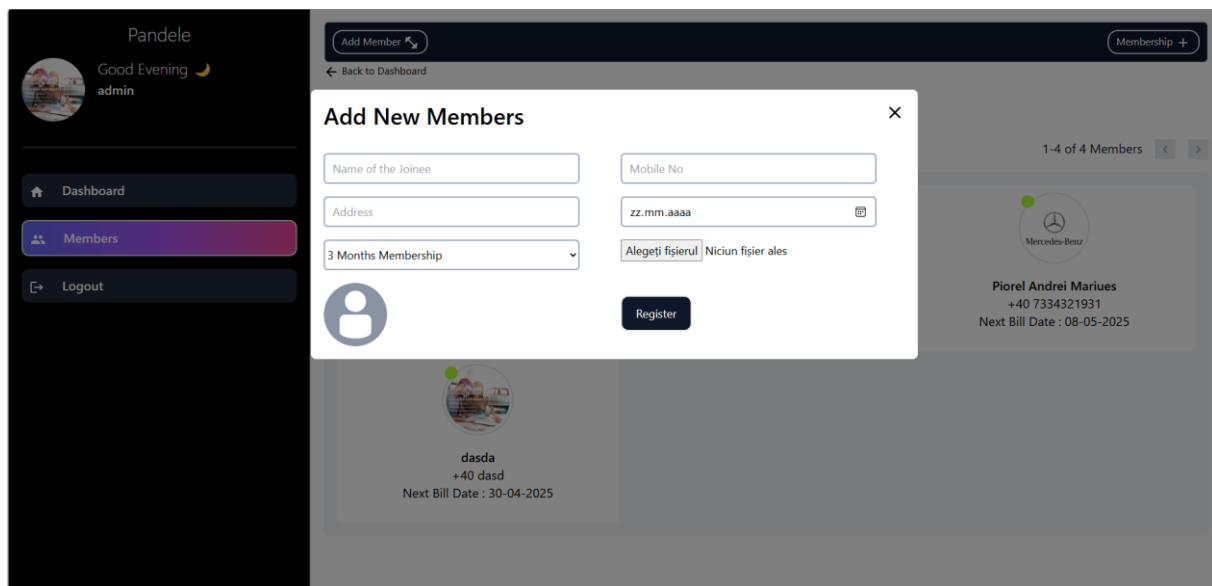 Pandele
Good Evening
admin
Dashboard
Members
Logout
Add Member
Membership +
Back to Dashboard
Add New Members
Name of the Joinee
Mobile No
Address
zz.mm.aaaa
3 Months Membership
Alegeți fișierul Niciun fișier ales
Register
1-4 of 4 Members
Mercedes-Benz
Piorel Andrei Mariues
+40 7334321931
Next Bill Date : 08-05-2025
dasda
+40 dasd
Next Bill Date : 30-04-2025